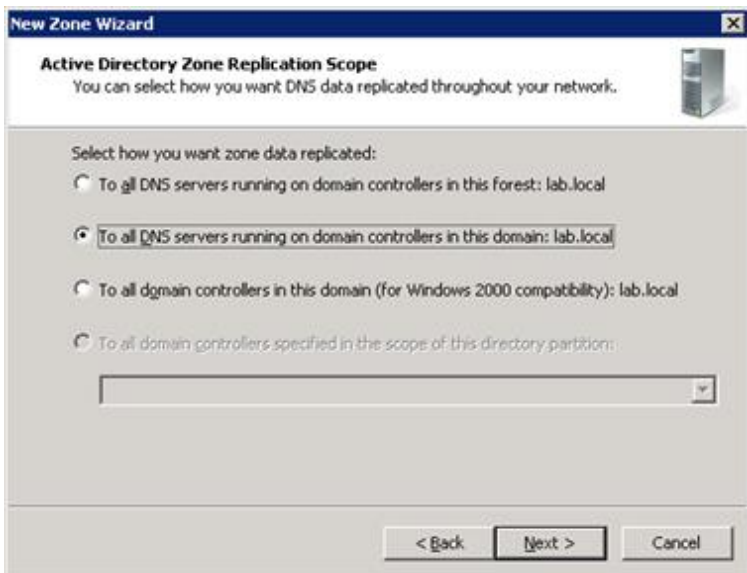 New Zone Wizard
Active Directory Zone Replication Scope
You can select how you want DNS data replicated throughout your network.
Select how you want zone data replicated:
To all DNS servers running on domain controllers in this forest: lab.local
To all DNS servers running on domain controllers in this domain: lab.local
To all domain controllers in this domain (for Windows 2000 compatibility): lab.local
To all domain controllers specified in the scope of this directory partition:
< Back Next > Cancel